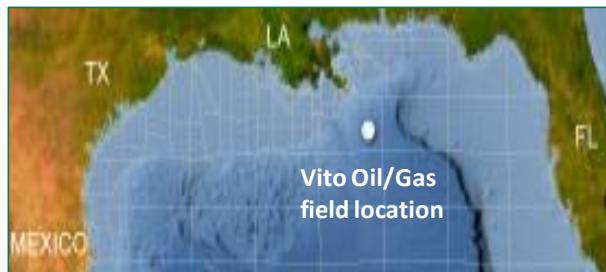 LA
TX
FL
Vito Oil/Gas
field location
MEXICO